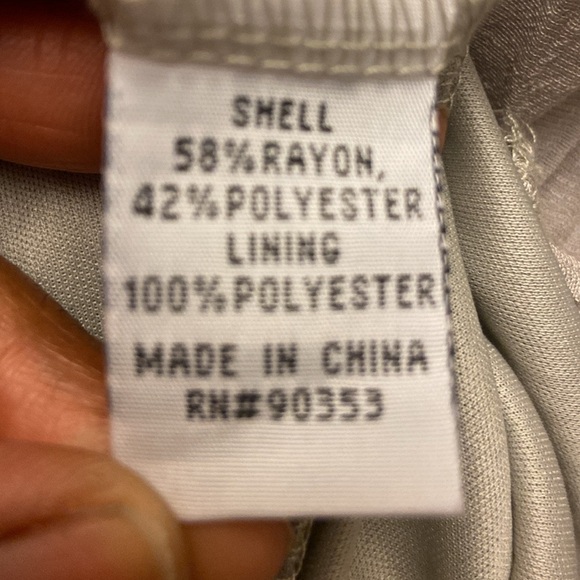 SHELL
58%RAYON,
42%POLYESTER
LINING
100%POLYESTER
MADE IN CHINA
RN#90353